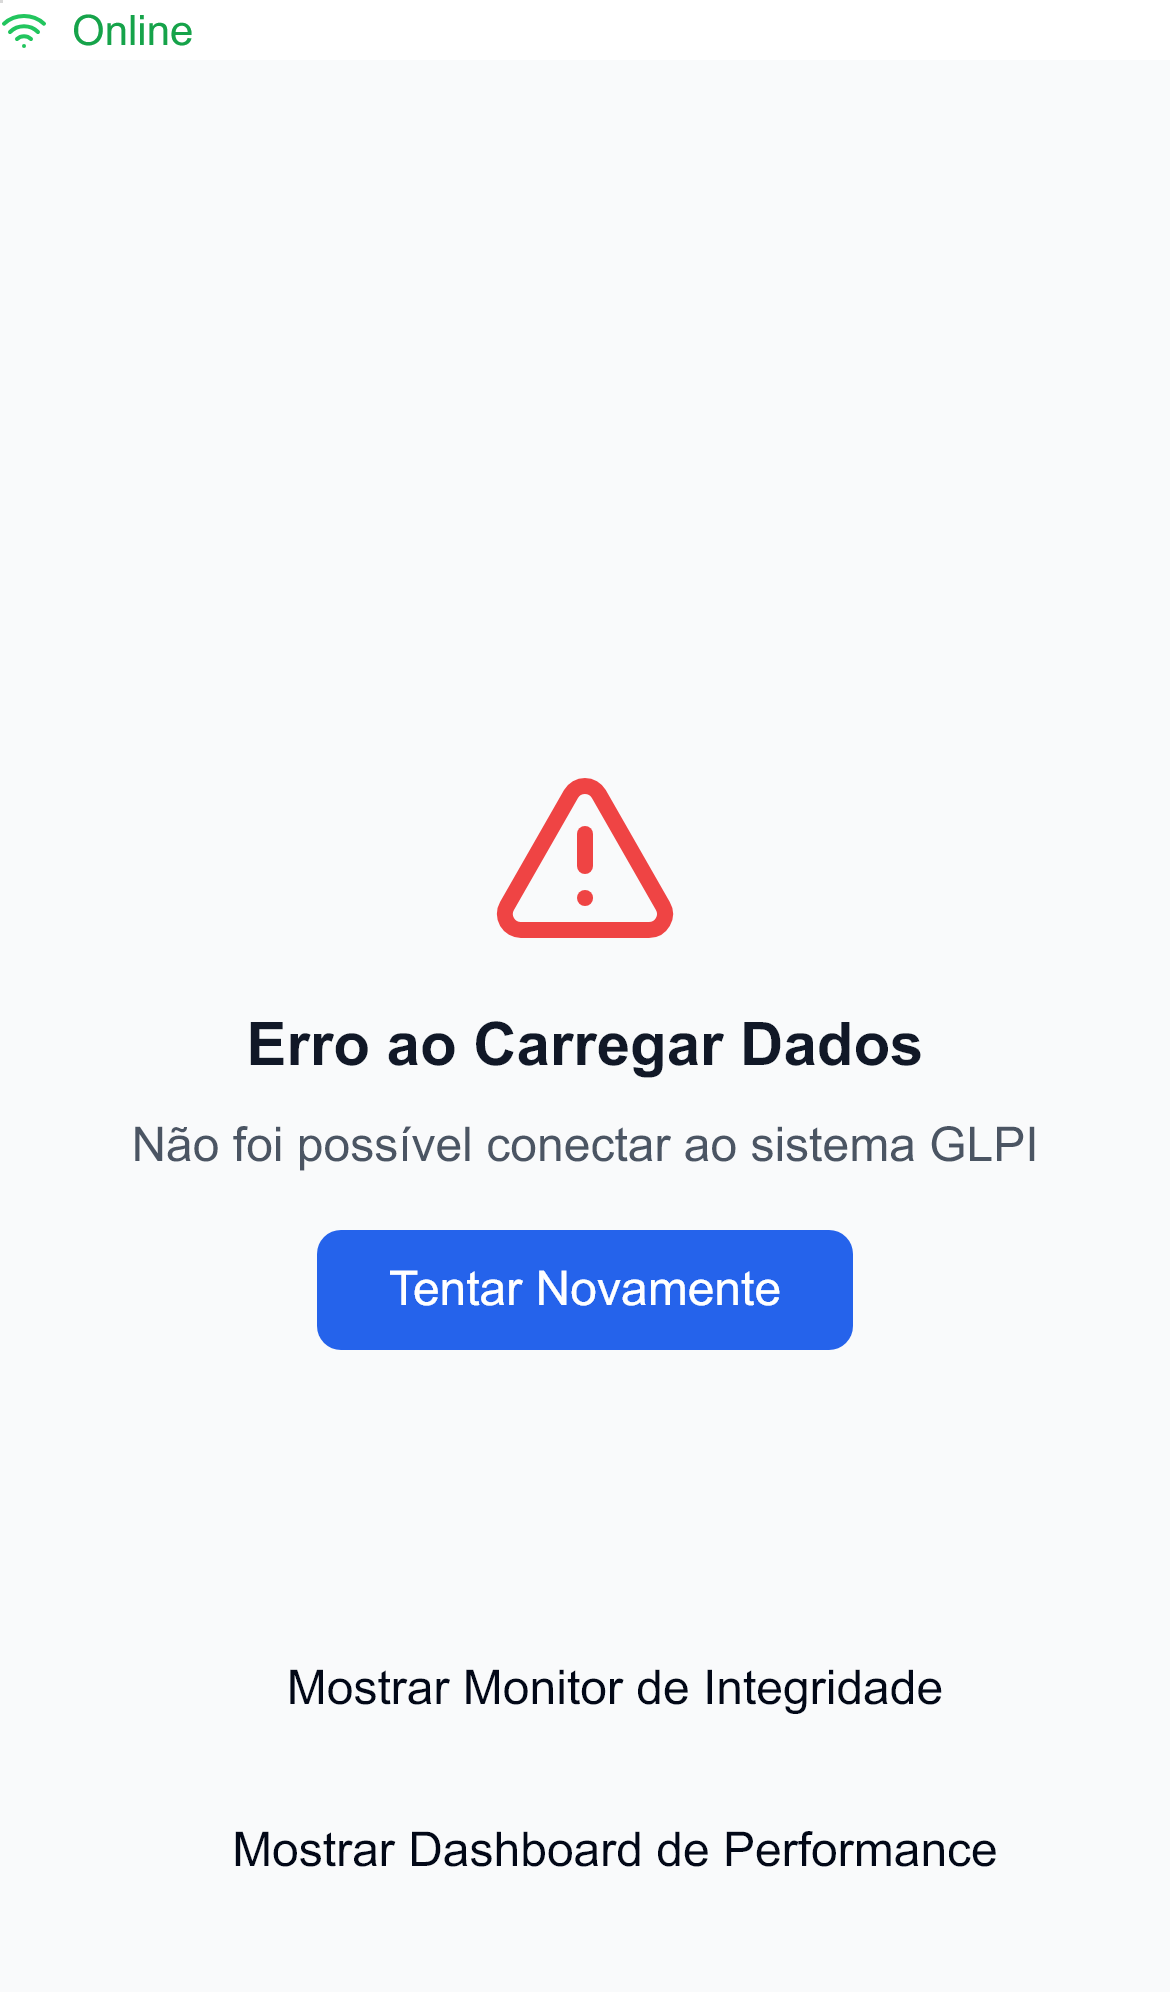 Online
Erro ao Carregar Dados
Não foi possível conectar ao sistema GLPI
Tentar Novamente
Mostrar Monitor de Integridade
Mostrar Dashboard de Performance